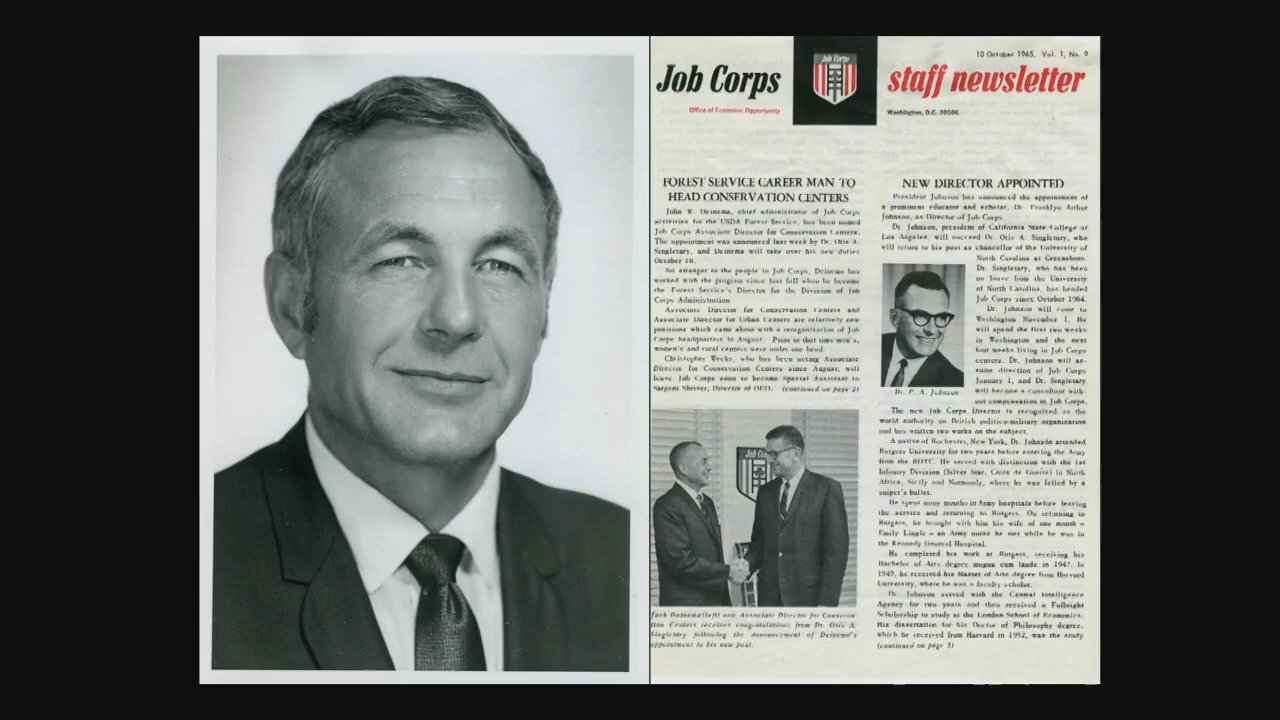 10 October 1965, Vol. 1, No. 9
Job Corps
Job Corps
staff newsletter
Office of Economic Opportunity
Washington, D.C. 20506
FOREST SERVICE CAREER MAN TO
HEAD CONSERVATION CENTERS
John W. Deinema, chief administrator of Job Corps
activities for the USDA Forest Service, has been named
Job Corps Associate Director for Conservation Centers.
The appointment was announced last week by Dr. Otis A.
Singletary, and Deinema will take over his new duties
October 18.
No stranger to the people in Job Corps, Deinema has
worked with the program since last fall when he became
the Forest Service's Director for the Division of Job
Corps Administration.
Associate Director for Conservation Centers and
Associate Director for Urban Centers are relatively new
positions which came about with a reorganization of Job
Corps headquarters in August. Prior to that time men's,
women's and rural centers were under one head.
Christopher Weeks, who has been acting Associate
Director for Conservation Centers since August, will
leave Job Corps soon to become Special Assistant to
Sargent Shriver, Director of OEO. (continued on page 2)
Job Co
Jack Deinema (left) new Associate Director for Conserva-
tion Centers receives congratulations from Dr. Otis A.
Singletary following the announcement of Deinema's
appointment to his new post.
NEW DIRECTOR APPOINTED
President Johnson has announced the appointment of
a prominent educator and scholar, Dr. Franklyn Arthur
Johnson, as Director of Job Corps.
Dr. Johnson, president of California State College at
Los Angeles, will succeed Dr. Otis A. Singletary, who
will return to his post as chancellor of the University of
North Carolina at Greensboro.
Dr. Singletary, who has been
on leave from the University
of North Carolina, has headed
Job Corps since October 1964.
Dr. Johnson will come to
Washington November 1. He
will spend the first two weeks
in Washington and the next
four weeks living in Job Corps
centers. Dr. Johnson will as-
sume direction of Job Corps
January 1, and Dr. Singletary
will become a consultant with-
out compensation to Job Corps.
Dr. F. A. Johnson
The new Job Corps Director is recognized as the
world authority on British politico-military organization
and has written two works on the subject.
A native of Rochester, New York, Dr. Johnson attended
Rutgers University for two years before entering the Army
from the ROTC. He served with distinction with the 1st
Infantry Division (Silver Star, Croix de Guerre) in North
Africa, Sicily and Normandy, where he was felled by a
sniper's bullet.
He spent many months in Army hospitals before leaving
the service and returning to Rutgers. On returning to
Rutgers, he brought with him his wife of one month –
Emily Lingle – an Army nurse he met while he was in
the Kennedy General Hospital.
He completed his work at Rutgers, receiving his
Bachelor of Arts degree magna cum laude in 1947. In
1949, he received his Master of Arts degree from Harvard
University, where he was a faculty scholar.
Dr. Johnson served with the Central Intelligence
Agency for two years and then received a Fulbright
Scholarship to study at the London School of Economics.
His dissertation for his Doctor of Philosophy degree,
which he received from Harvard in 1952, was the study
(continued on page 5)